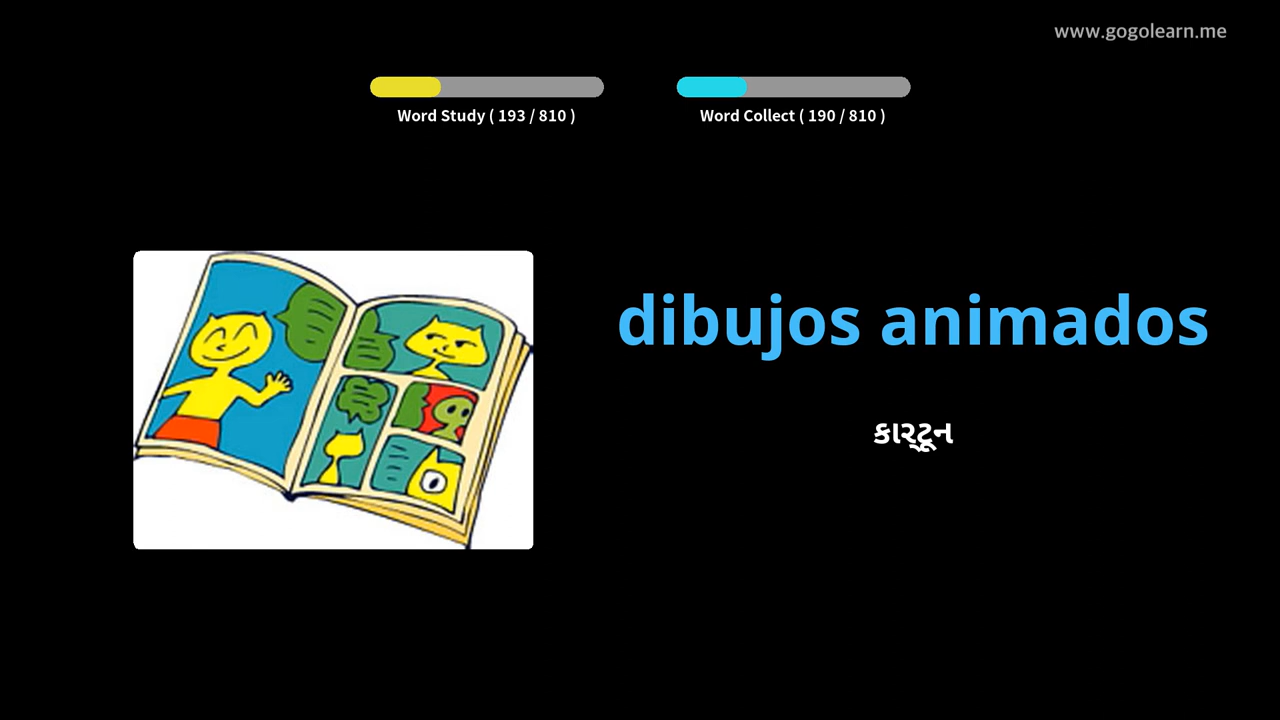 www.gogolearn.me
Word Study ( 193 / 810 )
Word Collect ( 190 / 810 )
dibujos animados
કાર્ટૂન